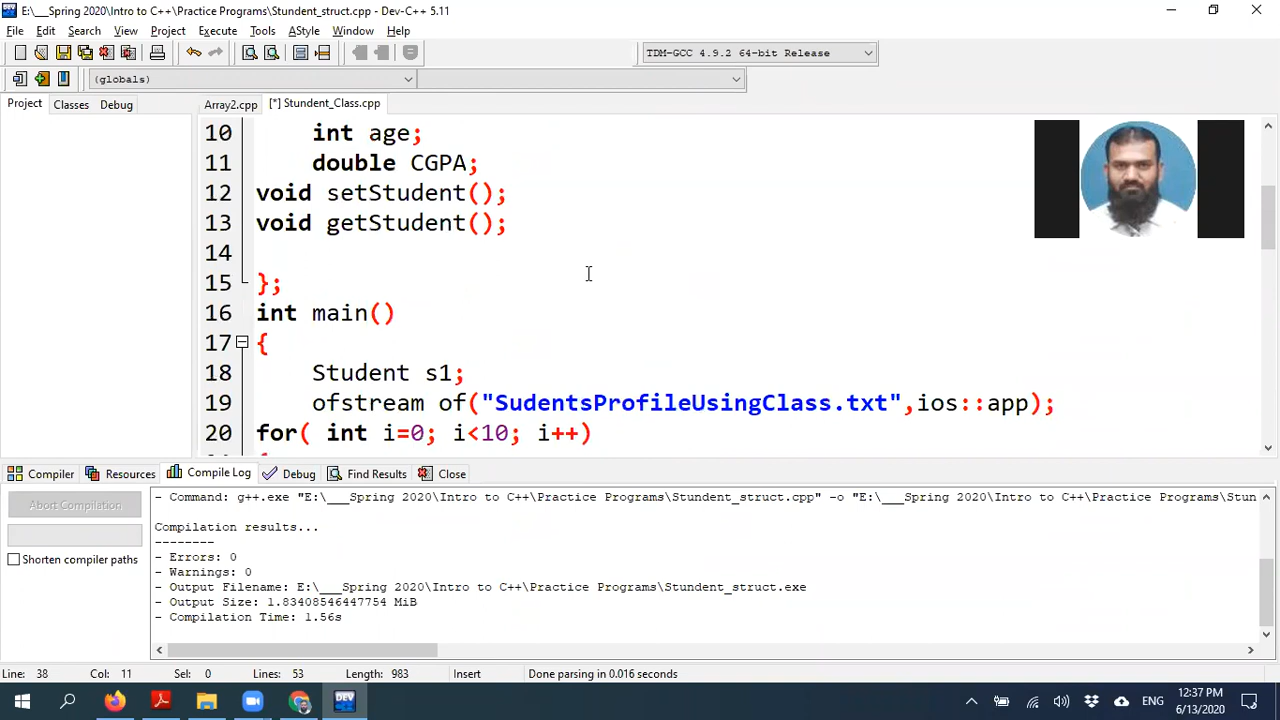 E:\___Spring 2020\Intro to C++\Practice Programs\Stundent_struct.cpp - Dev-C++ 5.11
File Edit Search View Project Execute Tools AStyle Window Help
TDM-GCC 4.9.2 64-bit Release
(globals)
Project Classes Debug Array2.cpp [*] Stundent_Class.cpp
10 int age;
11 double CGPA;
12 void setStudent();
13 void getStudent();
14
15 };
16 int main()
17 {
18 Student s1;
19 ofstream of("SudentsProfileUsingClass.txt",ios::app);
20 for( int i=0; i<10; i++)
Compiler Resources Compile Log Debug Find Results Close
Abort Compilation
Shorten compiler paths
- Command: g++.exe "E:\___Spring 2020\Intro to C++\Practice Programs\Stundent_struct.cpp" -o "E:\___Spring 2020\Intro to C++\Practice Programs\Stun
Compilation results...
--------
- Errors: 0
- Warnings: 0
- Output Filename: E:\___Spring 2020\Intro to C++\Practice Programs\Stundent_struct.exe
- Output Size: 1.83408546447754 MiB
- Compilation Time: 1.56s
Line: 38 Col: 11 Sel: 0 Lines: 53 Length: 983 Insert Done parsing in 0.016 seconds
DEV
ENG
12:37 PM
6/13/2020